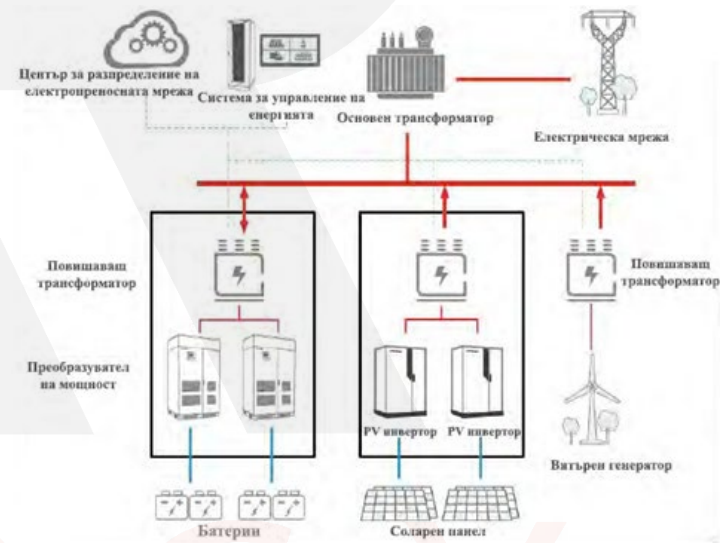 Център за разпределение на
електропреносната мрежа
Система за управление на
енергията
Основен трансформатор
Електрическа мрежа
Повишаващ
трансформатор
Повишаващ
трансформатор
Преобразувател
на мощност
PV инвертор
PV инвертор
Вятърен генератор
Батерии
Соларен панел